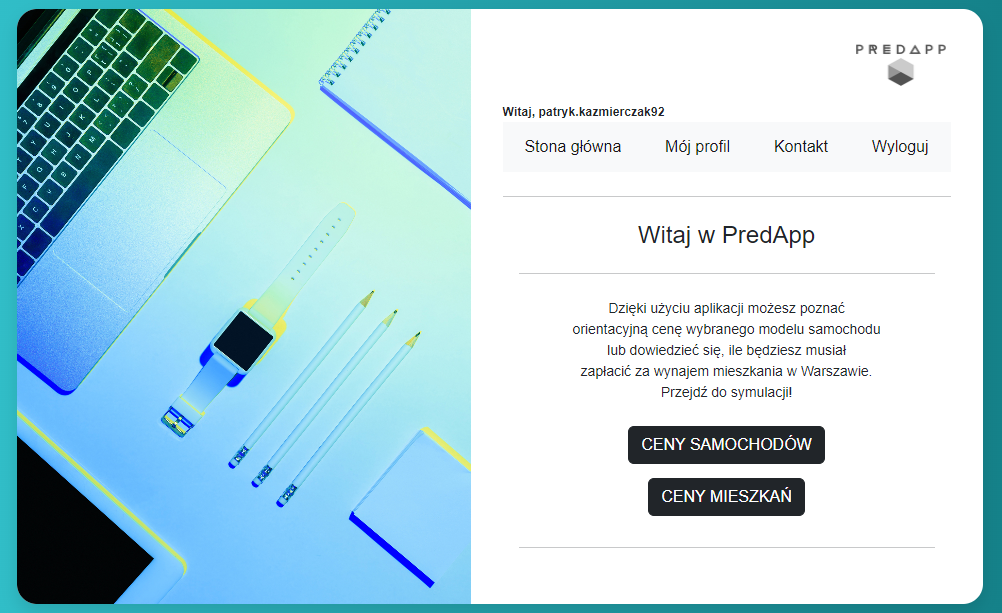 PREDAPP
Witaj, patryk.kazmierczak92
Stona główna Mój profil Kontakt Wyloguj
Witaj w PredApp
Dzięki użyciu aplikacji możesz poznać
orientacyjną cenę wybranego modelu samochodu
lub dowiedzieć się, ile będziesz musiał
zapłacić za wynajem mieszkania w Warszawie.
Przejdź do symulacji!
CENY SAMOCHODÓW
CENY MIESZKAŃ